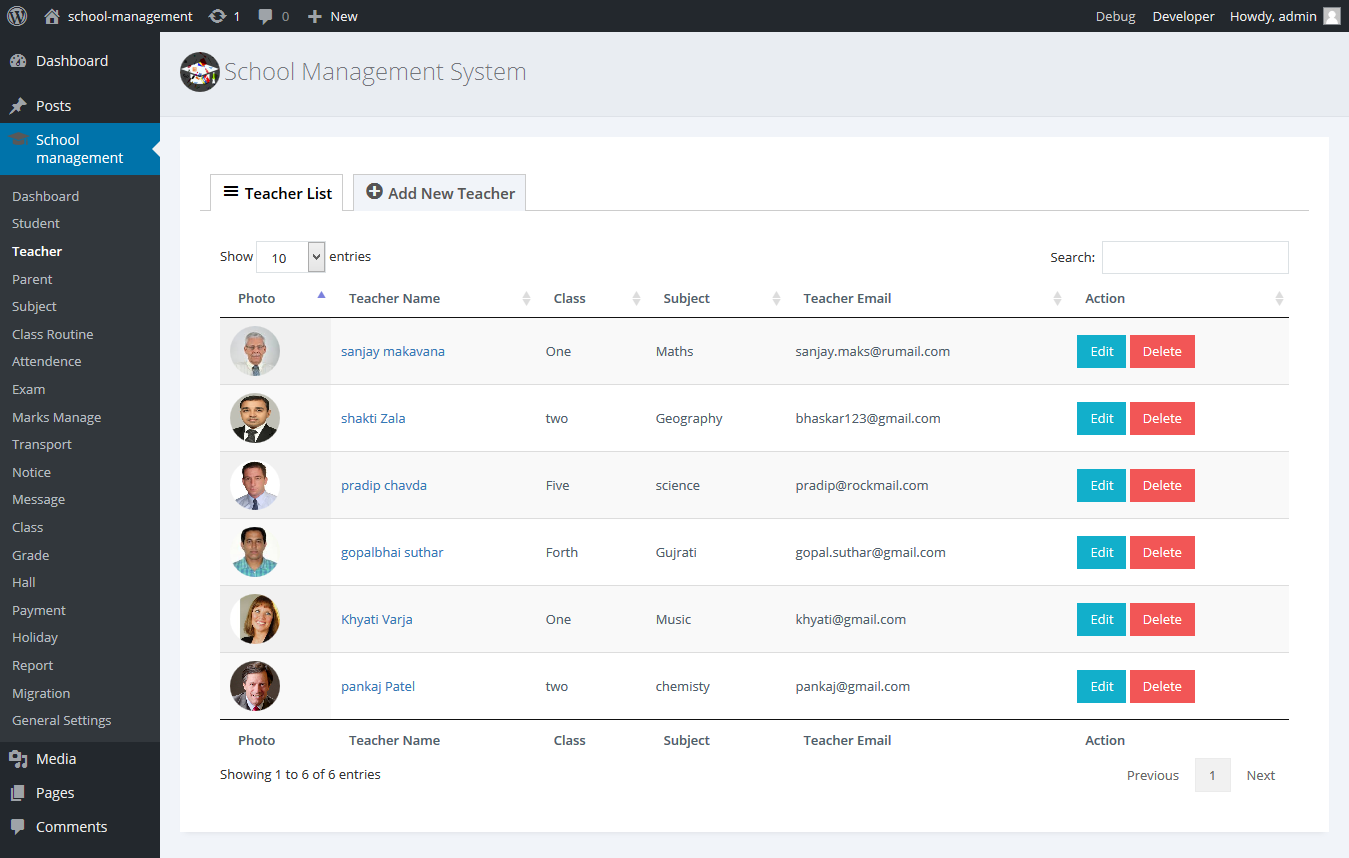 school-management 1 0 New Debug Developer Howdy, admin
Dashboard
Posts
School
management
Dashboard
Student
Teacher
Parent
Subject
Class Routine
Attendence
Exam
Marks Manage
Transport
Notice
Message
Class
Grade
Hall
Payment
Holiday
Report
Migration
General Settings
Media
Pages
Comments
School Management System
Teacher List Add New Teacher
Show 10 entries Search:
Photo Teacher Name Class Subject Teacher Email Action
sanjay makavana One Maths sanjay.maks@rumail.com Edit Delete
shakti Zala two Geography bhaskar123@gmail.com Edit Delete
pradip chavda Five science pradip@rockmail.com Edit Delete
gopalbhai suthar Forth Gujrati gopal.suthar@gmail.com Edit Delete
Khyati Varja One Music khyati@gmail.com Edit Delete
pankaj Patel two chemisty pankaj@gmail.com Edit Delete
Photo Teacher Name Class Subject Teacher Email Action
Showing 1 to 6 of 6 entries Previous 1 Next